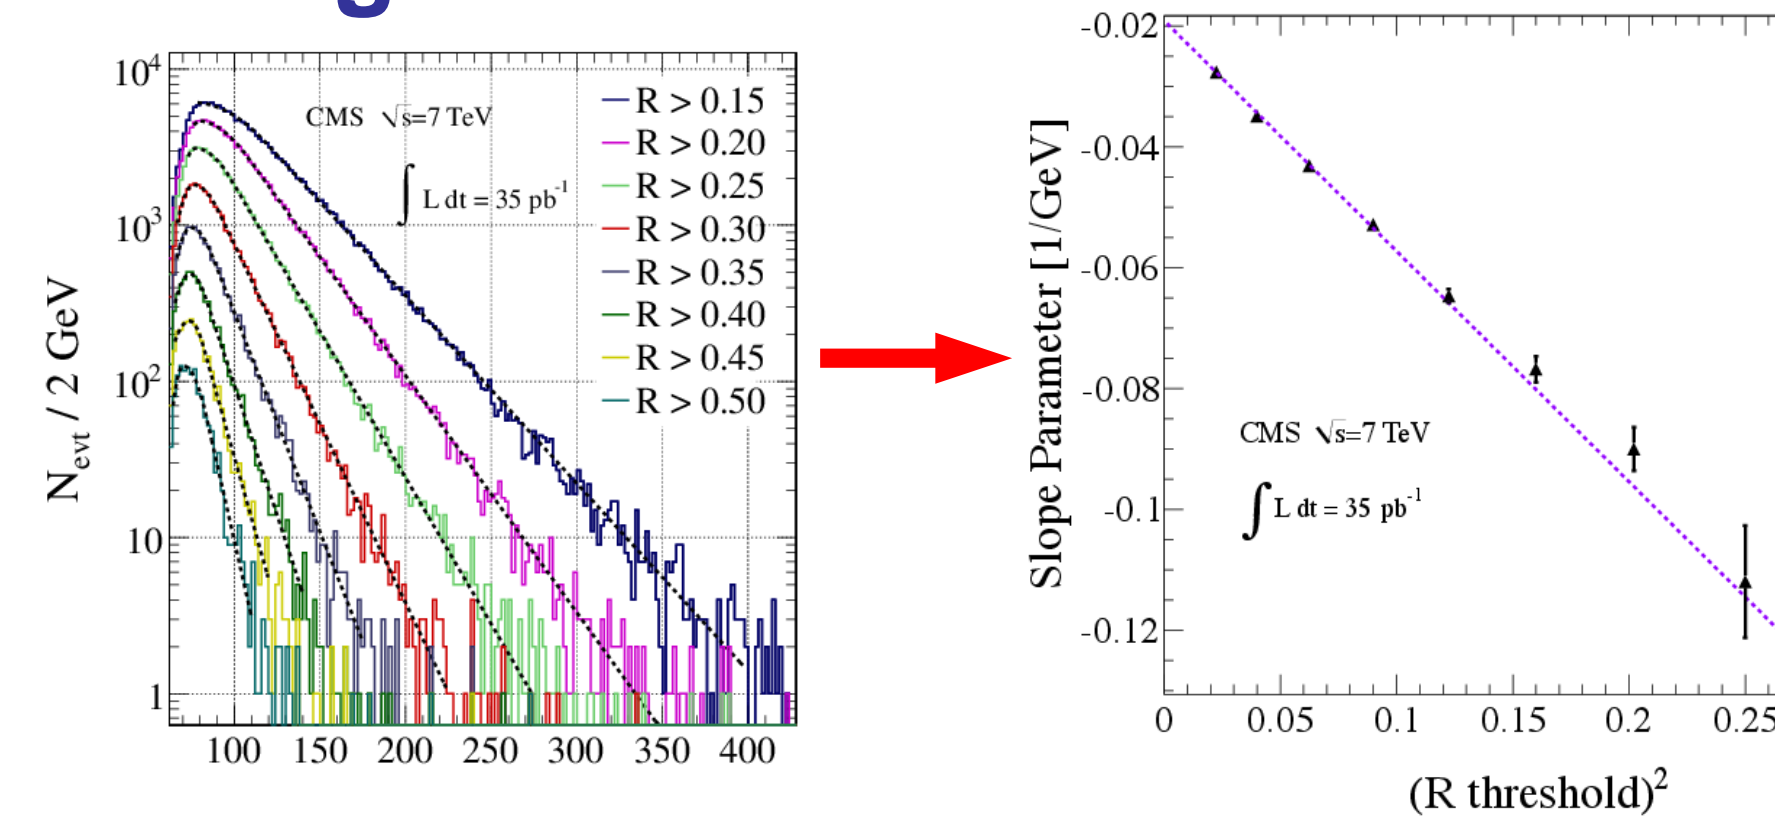 g
10⁴
10³
10²
10
1
N_evt / 2 GeV
CMS √s=7 TeV
∫ L dt = 35 pb⁻¹
R > 0.15
R > 0.20
R > 0.25
R > 0.30
R > 0.35
R > 0.40
R > 0.45
R > 0.50
100 150 200 250 300 350 400
-0.02
-0.04
-0.06
-0.08
-0.1
-0.12
Slope Parameter [1/GeV]
CMS √s=7 TeV
∫ L dt = 35 pb⁻¹
0 0.05 0.1 0.15 0.2 0.25
(R threshold)²